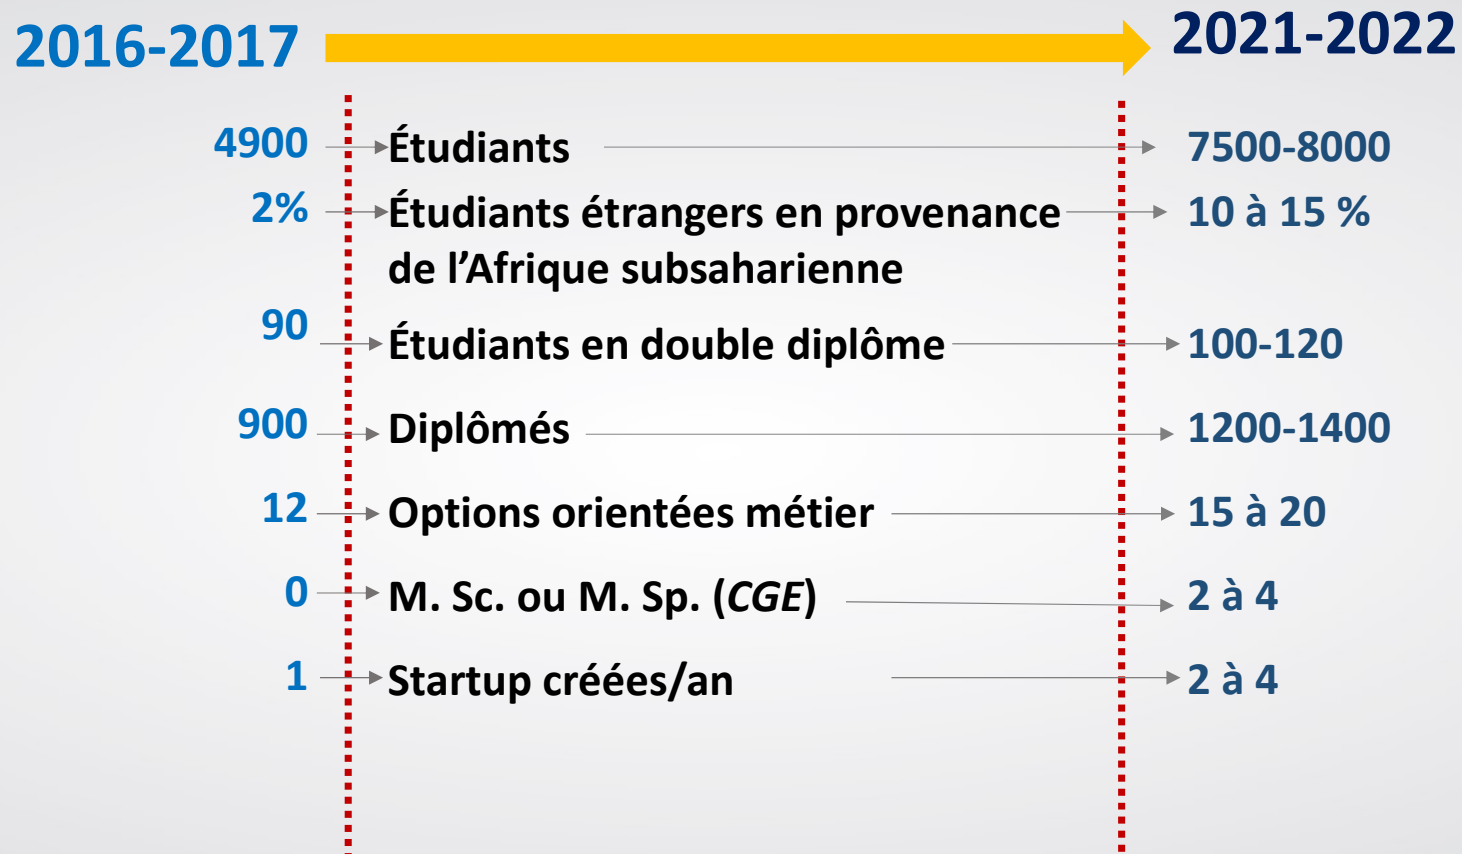 2016-2017 2021-2022
4900 Étudiants 7500-8000
2% Étudiants étrangers en provenance 10 à 15 %
de l’Afrique subsaharienne
90 Étudiants en double diplôme 100-120
900 Diplômés 1200-1400
12 Options orientées métier 15 à 20
0 M. Sc. ou M. Sp. (CGE) 2 à 4
1 Startup créées/an 2 à 4